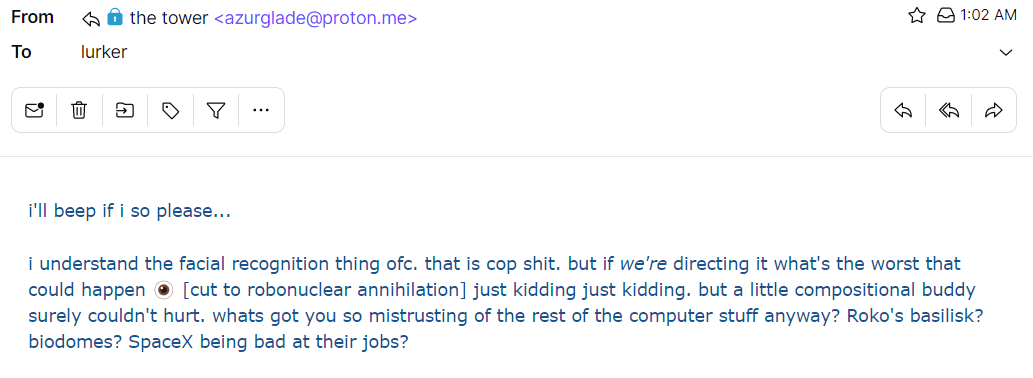 From the tower <azurglade@proton.me> 1:02 AM
To lurker
i'll beep if i so please...
i understand the facial recognition thing ofc. that is cop shit. but if we're directing it what's the worst that
could happen 👁️ [cut to robonuclear annihilation] just kidding just kidding. but a little compositional buddy
surely couldn't hurt. whats got you so mistrusting of the rest of the computer stuff anyway? Roko's basilisk?
biodomes? SpaceX being bad at their jobs?